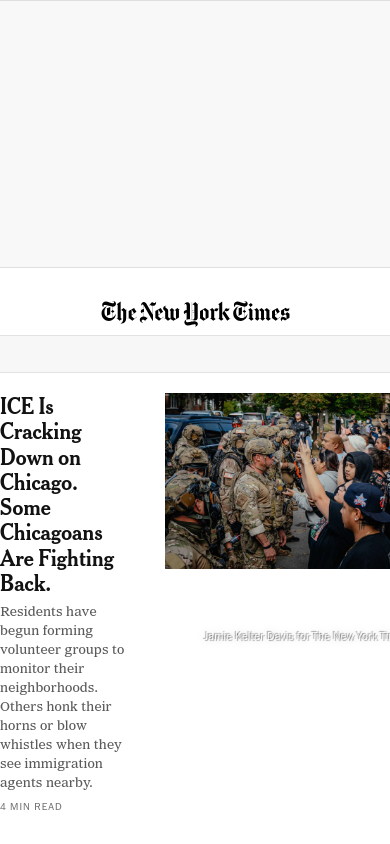 The New York Times
ICE Is
Cracking
Down on
Chicago.
Some
Chicagoans
Are Fighting
Back.
Residents have
begun forming
volunteer groups to
monitor their
neighborhoods.
Others honk their
horns or blow
whistles when they
see immigration
agents nearby.
4 MIN READ
Jamie Kelter Davis for The New York